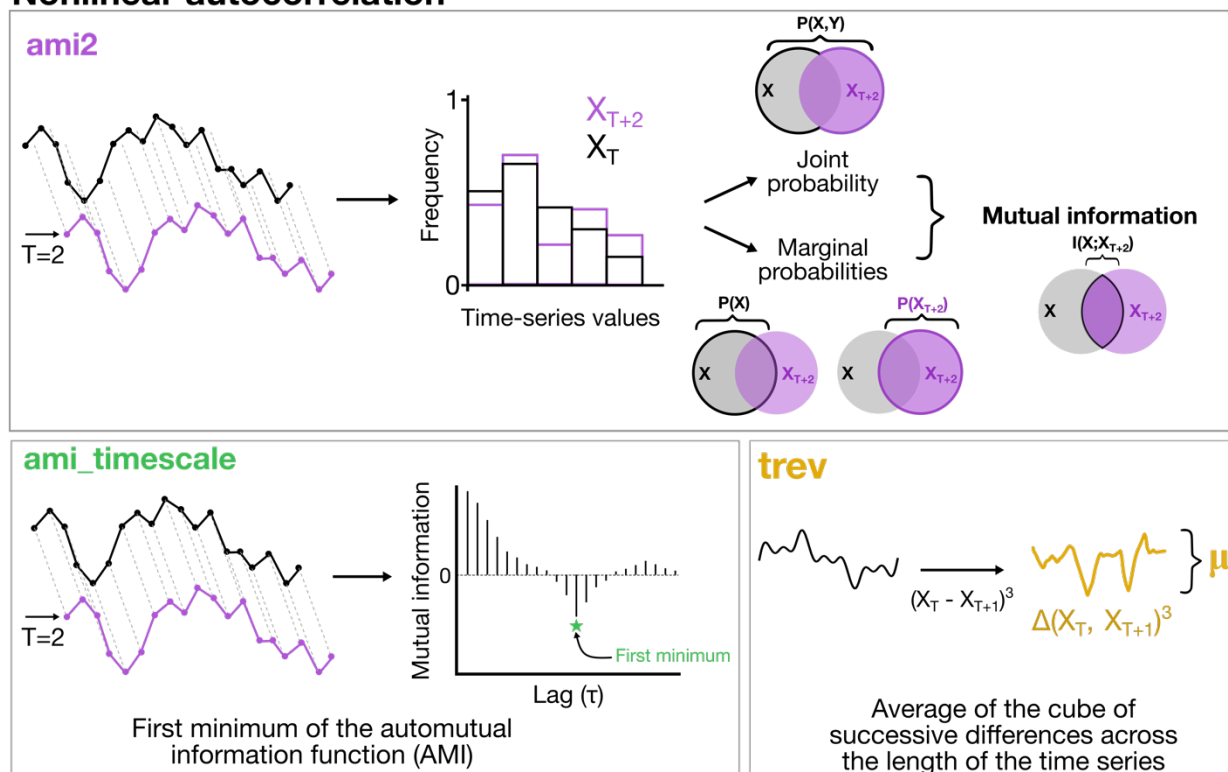 Nonlinear autocorrelation
ami2
T=2
1
Frequency
0
X_{T+2}
X_T
Time-series values
P(X,Y)
X
X_{T+2}
Joint
probability
Marginal
probabilities
P(X)
X
X_{T+2}
P(X_{T+2})
X
X_{T+2}
Mutual information
I(X;X_{T+2})
X
X_{T+2}
ami_timescale
T=2
Mutual information
0
First minimum
Lag (τ)
First minimum of the automutual
information function (AMI)
trev
(X_T - X_{T+1})^3
Δ(X_T, X_{T+1})^3
μ
Average of the cube of
successive differences across
the length of the time series